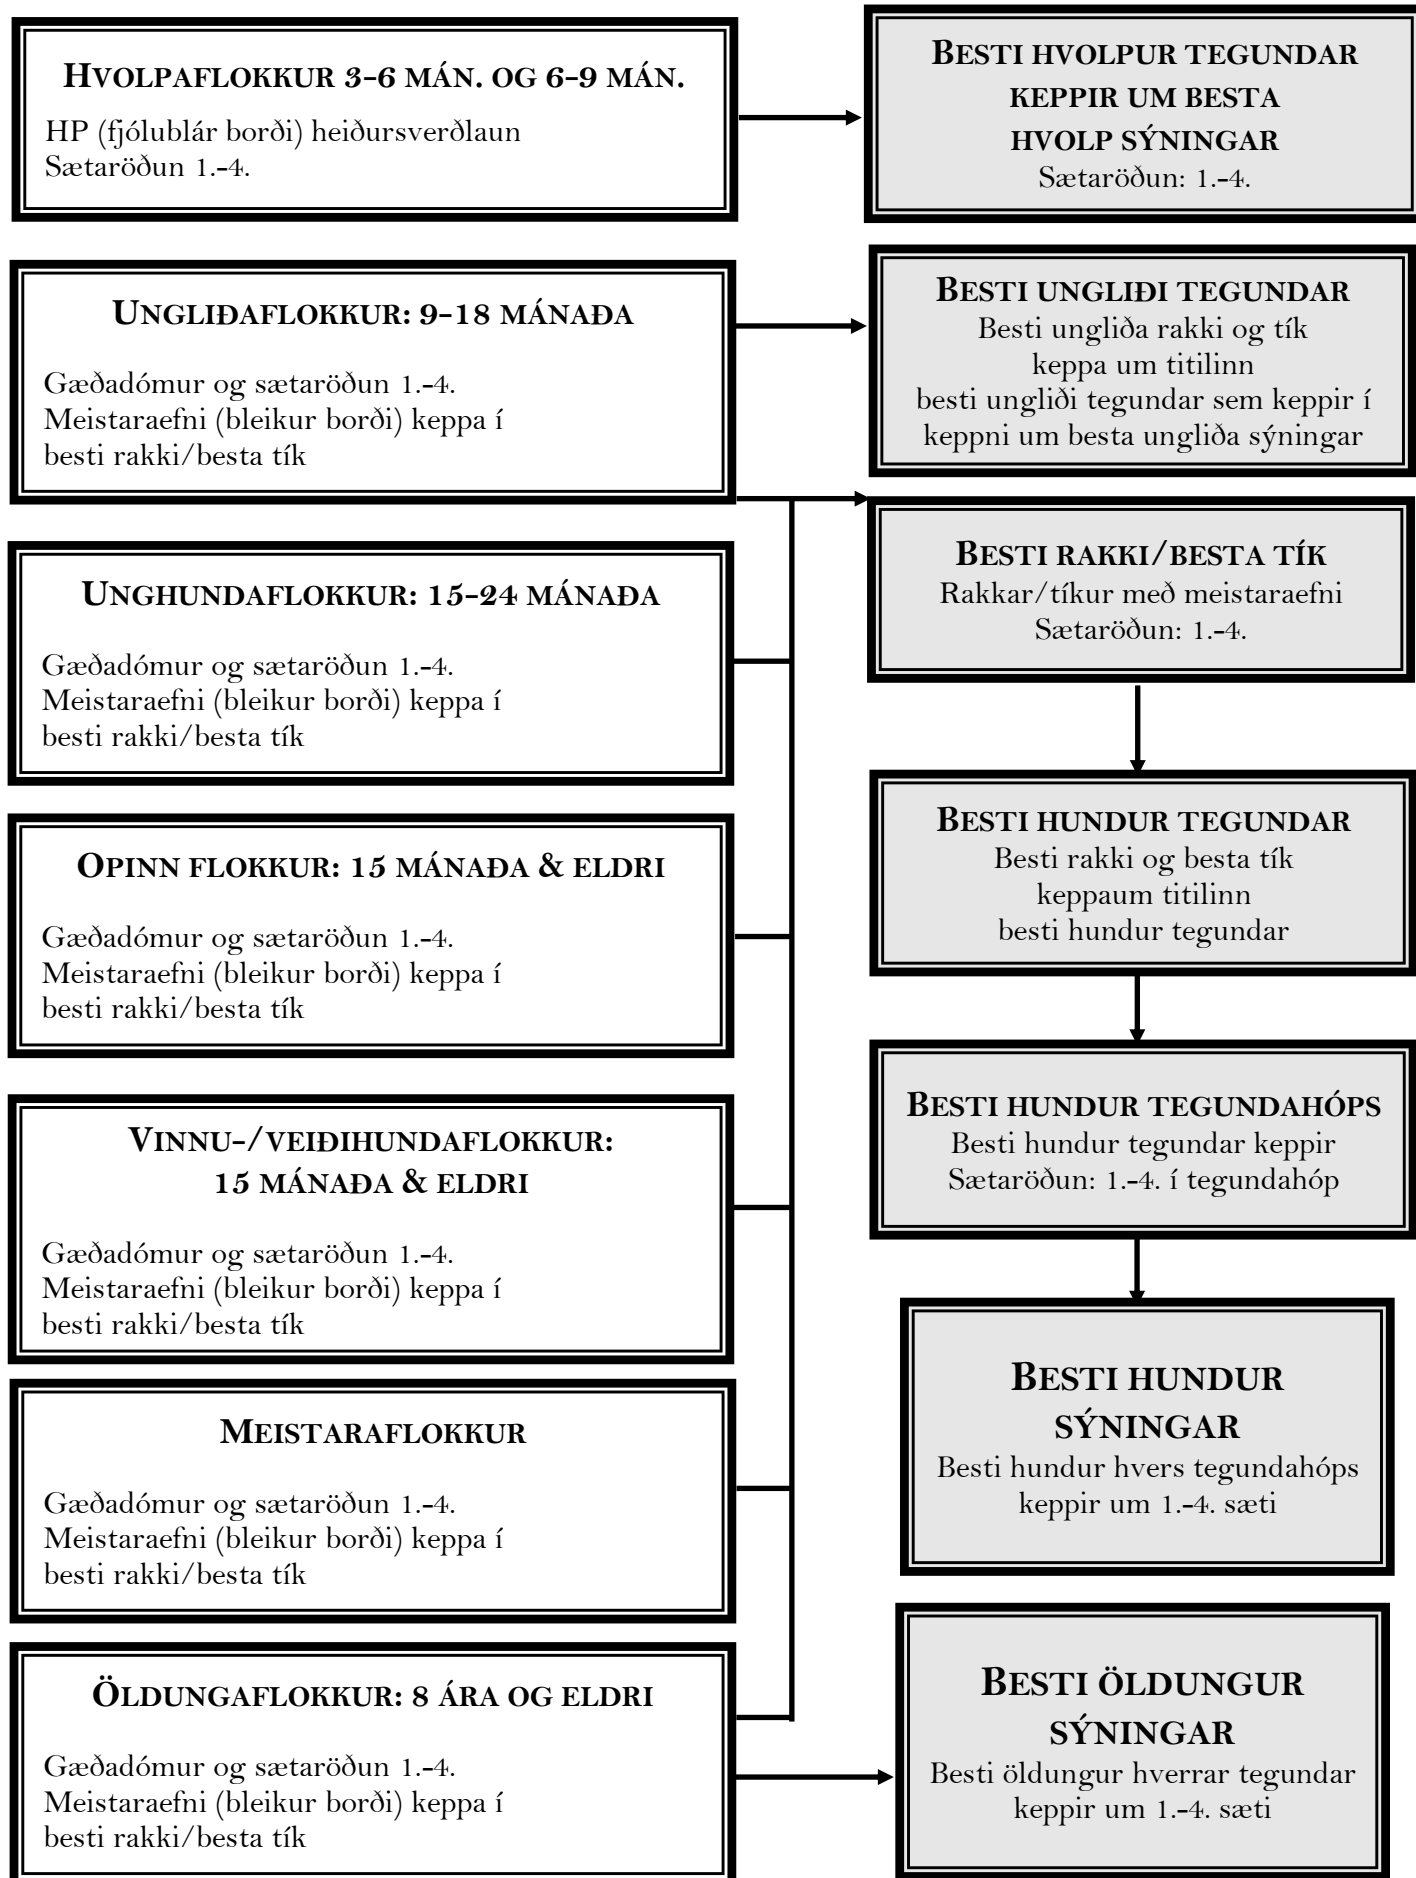 HVOLPAFLOKKUR 3-6 MÁN. OG 6-9 MÁN.
HP (fjólublár borði) heiðursverðlaun
Sætaröðun 1.-4.
BESTI HVOLPUR TEGUNDAR
KEPPIR UM BESTA
HVOLP SÝNINGAR
Sætaröðun: 1.-4.
UNGLIÐAFLOKKUR: 9-18 MÁNAÐA
Gæðadómur og sætaröðun 1.-4.
Meistaraefni (bleikur borði) keppa í
besti rakki/besta tík
BESTI UNGLIÐI TEGUNDAR
Besti ungliða rakki og tík
keppa um titilinn
besti ungliði tegundar sem keppir í
keppni um besta ungliða sýningar
UNGHUNDAFLOKKUR: 15-24 MÁNAÐA
Gæðadómur og sætaröðun 1.-4.
Meistaraefni (bleikur borði) keppa í
besti rakki/besta tík
BESTI RAKKI/BESTA TÍK
Rakkar/tíkur með meistaraefni
Sætaröðun: 1.-4.
OPINN FLOKKUR: 15 MÁNAÐA & ELDRI
Gæðadómur og sætaröðun 1.-4.
Meistaraefni (bleikur borði) keppa í
besti rakki/besta tík
BESTI HUNDUR TEGUNDAR
Besti rakki og besta tík
keppaum titilinn
besti hundur tegundar
VINNU-/VEIÐIHUNDAFLOKKUR:
15 MÁNAÐA & ELDRI
Gæðadómur og sætaröðun 1.-4.
Meistaraefni (bleikur borði) keppa í
besti rakki/besta tík
BESTI HUNDUR TEGUNDAHÓPS
Besti hundur tegundar keppir
Sætaröðun: 1.-4. í tegundahóp
MEISTARAFLOKKUR
Gæðadómur og sætaröðun 1.-4.
Meistaraefni (bleikur borði) keppa í
besti rakki/besta tík
BESTI HUNDUR
SÝNINGAR
Besti hundur hvers tegundahóps
keppir um 1.-4. sæti
ÖLDUNGAFLOKKUR: 8 ÁRA OG ELDRI
Gæðadómur og sætaröðun 1.-4.
Meistaraefni (bleikur borði) keppa í
besti rakki/besta tík
BESTI ÖLDUNGUR
SÝNINGAR
Besti öldungur hverrar tegundar
keppir um 1.-4. sæti